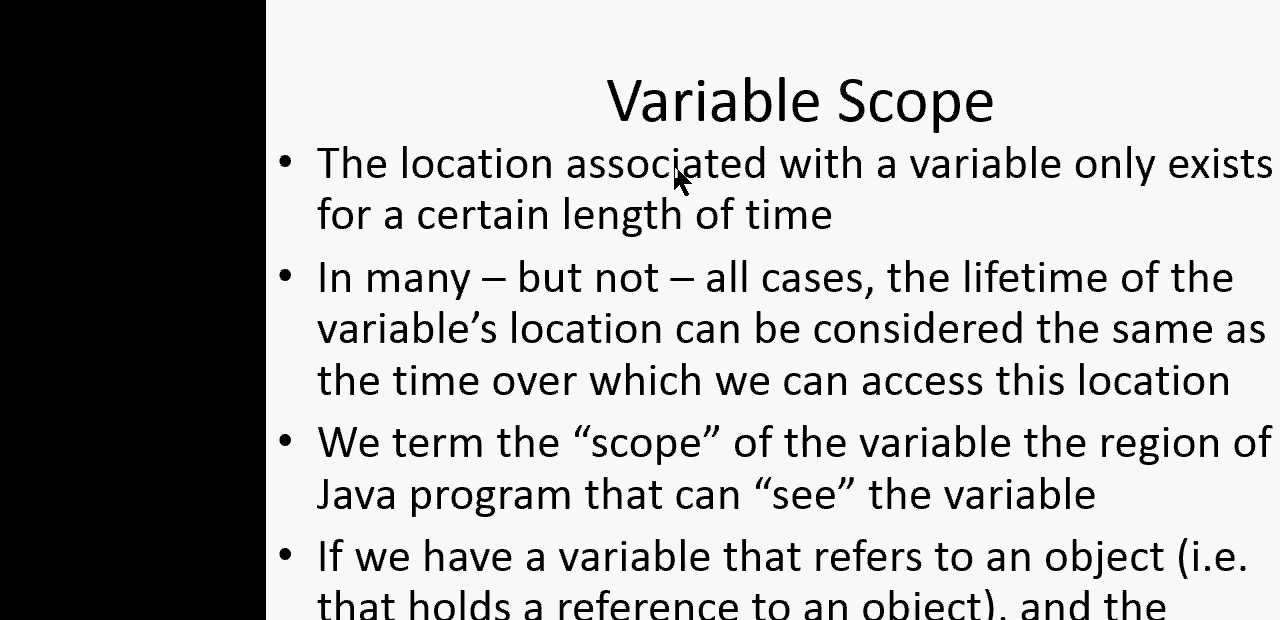 Variable Scope
• The location associated with a variable only exists
for a certain length of time
• In many – but not – all cases, the lifetime of the
variable’s location can be considered the same as
the time over which we can access this location
• We term the “scope” of the variable the region of
Java program that can “see” the variable
• If we have a variable that refers to an object (i.e.
that holds a reference to an object), and the